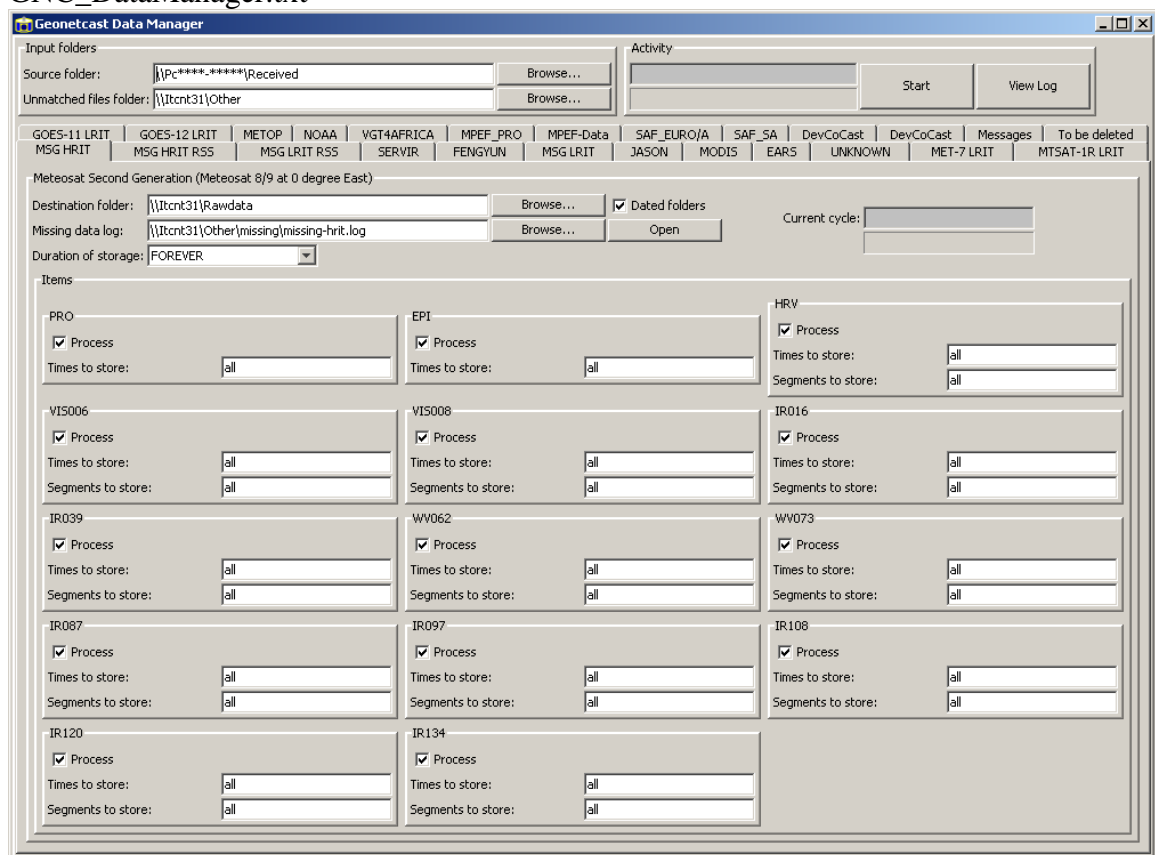 GNC_DataManager.txt
Geonetcast Data Manager
Input folders
Activity
Source folder: \\Pc****-*****\Received Browse...
Unmatched files folder: \\Itcnt31\Other Browse...
Start View Log
GOES-11 LRIT GOES-12 LRIT METOP NOAA VGT4AFRICA MPEF_PRO MPEF-Data SAF_EURO/A SAF_SA DevCoCast DevCoCast Messages To be deleted
MSG HRIT MSG HRIT RSS MSG LRIT RSS SERVIR FENGYUN MSG LRIT JASON MODIS EARS UNKNOWN MET-7 LRIT MTSAT-1R LRIT
Meteosat Second Generation (Meteosat 8/9 at 0 degree East)
Destination folder: \\Itcnt31\Rawdata Browse... Dated folders
Current cycle:
Missing data log: \\Itcnt31\Other\missing\missing-hrit.log Browse... Open
Duration of storage: FOREVER
Items
PRO
Process
Times to store: all
EPI
Process
Times to store: all
HRV
Process
Times to store: all
Segments to store: all
VIS006
Process
Times to store: all
Segments to store: all
VIS008
Process
Times to store: all
Segments to store: all
IR016
Process
Times to store: all
Segments to store: all
IR039
Process
Times to store: all
Segments to store: all
WV062
Process
Times to store: all
Segments to store: all
WV073
Process
Times to store: all
Segments to store: all
IR087
Process
Times to store: all
Segments to store: all
IR097
Process
Times to store: all
Segments to store: all
IR108
Process
Times to store: all
Segments to store: all
IR120
Process
Times to store: all
Segments to store: all
IR134
Process
Times to store: all
Segments to store: all